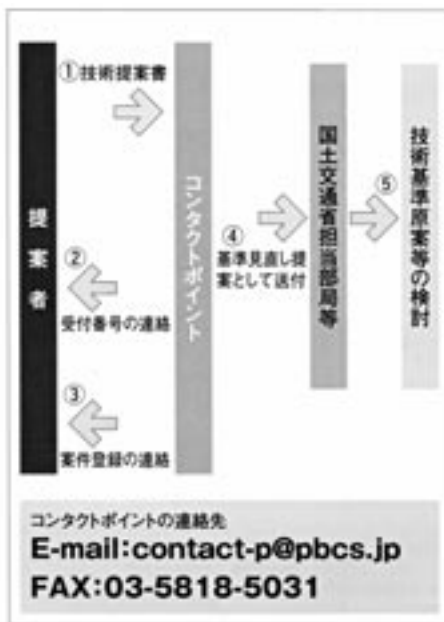 ①技術提案書
提案者
②
受付番号の連絡
③
案件登録の連絡
コンタクトポイント
④
基準見直し提
案として送付
国土交通省担当部局等
⑤
技術基準原案等の検討
コンタクトポイントの連絡先
E-mail:contact-p@pbcs.jp
FAX:03-5818-5031